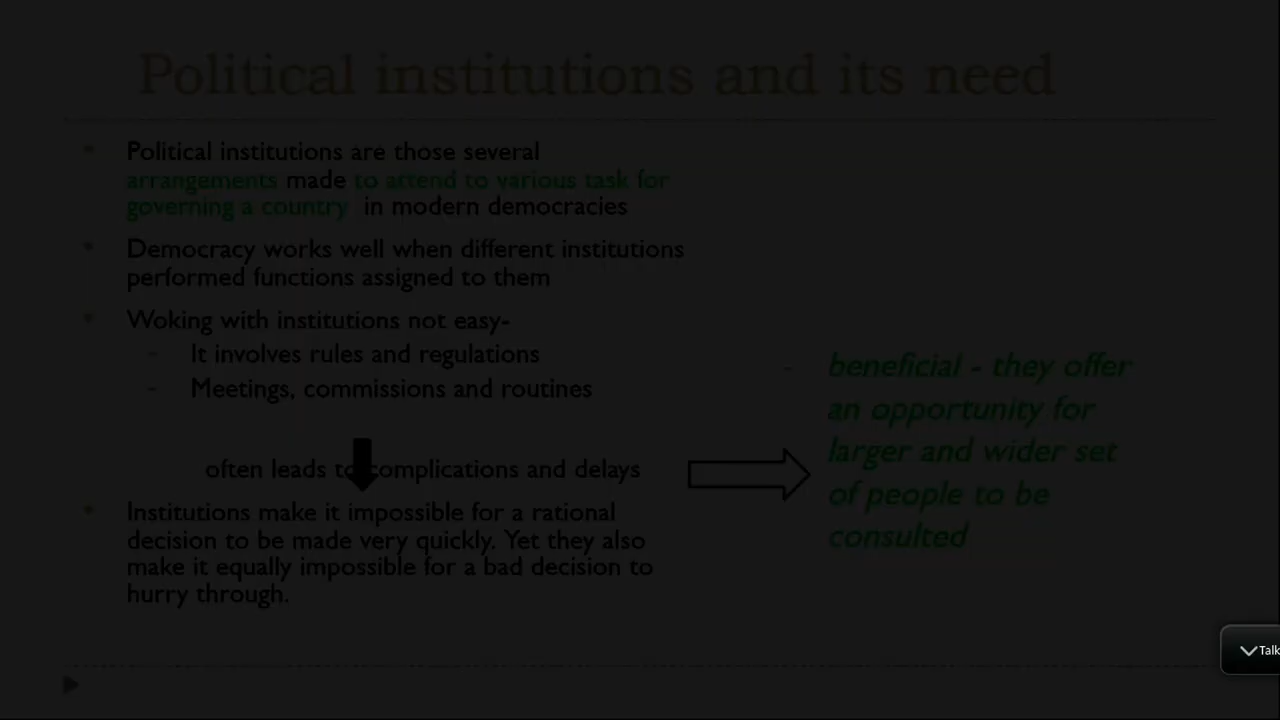 Political institutions and its need
Political institutions are those several
arrangements made to attend to various task for
governing a country in modern democracies
Democracy works well when different institutions
performed functions assigned to them
Woking with institutions not easy-
- It involves rules and regulations
- Meetings, commissions and routines
often leads to complications and delays
Institutions make it impossible for a rational
decision to be made very quickly. Yet they also
make it equally impossible for a bad decision to
hurry through.
- beneficial - they offer
an opportunity for
larger and wider set
of people to be
consulted
Talk